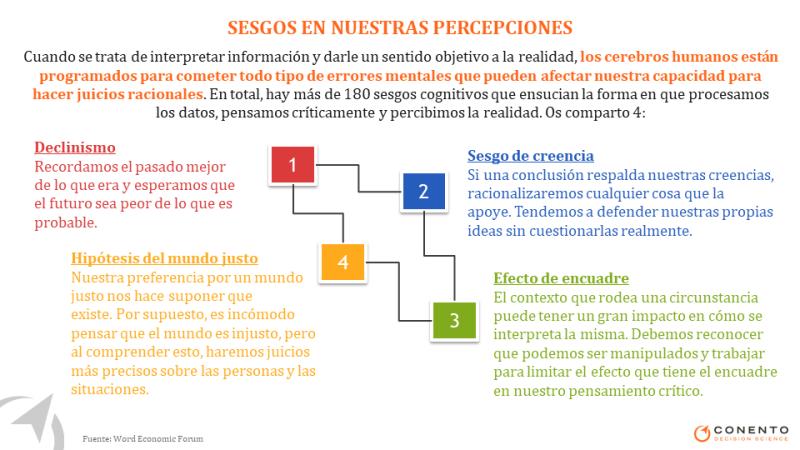 SESGOS EN NUESTRAS PERCEPCIONES
Cuando se trata de interpretar información y darle un sentido objetivo a la realidad, los cerebros humanos están
programados para cometer todo tipo de errores mentales que pueden afectar nuestra capacidad para
hacer juicios racionales. En total, hay más de 180 sesgos cognitivos que ensucian la forma en que procesamos
los datos, pensamos críticamente y percibimos la realidad. Os comparto 4:
Declinismo
Recordamos el pasado mejor
de lo que era y esperamos que
el futuro sea peor de lo que es
probable.
1
2
Sesgo de creencia
Si una conclusión respalda nuestras creencias,
racionalizaremos cualquier cosa que la
apoye. Tendemos a defender nuestras propias
ideas sin cuestionarlas realmente.
Hipótesis del mundo justo
Nuestra preferencia por un mundo
justo nos hace suponer que
existe. Por supuesto, es incómodo
pensar que el mundo es injusto, pero
al comprender esto, haremos juicios
más precisos sobre las personas y las
situaciones.
4
3
Efecto de encuadre
El contexto que rodea una circunstancia
puede tener un gran impacto en cómo se
interpreta la misma. Debemos reconocer
que podemos ser manipulados y trabajar
para limitar el efecto que tiene el encuadre
en nuestro pensamiento crítico.
Fuente: Word Economic Forum
CONENTO
DECISION SCIENCE